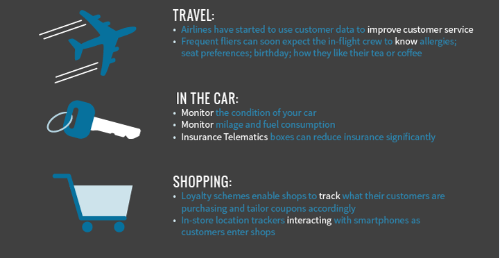 TRAVEL:
• Airlines have started to use customer data to improve customer service
• Frequent fliers can soon expect the in-flight crew to know allergies;
seat preferences; birthday; how they like their tea or coffee
IN THE CAR:
• Monitor the condition of your car
• Monitor milage and fuel consumption
• Insurance Telematics boxes can reduce insurance significantly
SHOPPING:
• Loyalty schemes enable shops to track what their customers are
purchasing and tailor coupons accordingly
• In-store location trackers interacting with smartphones as
customers enter shops